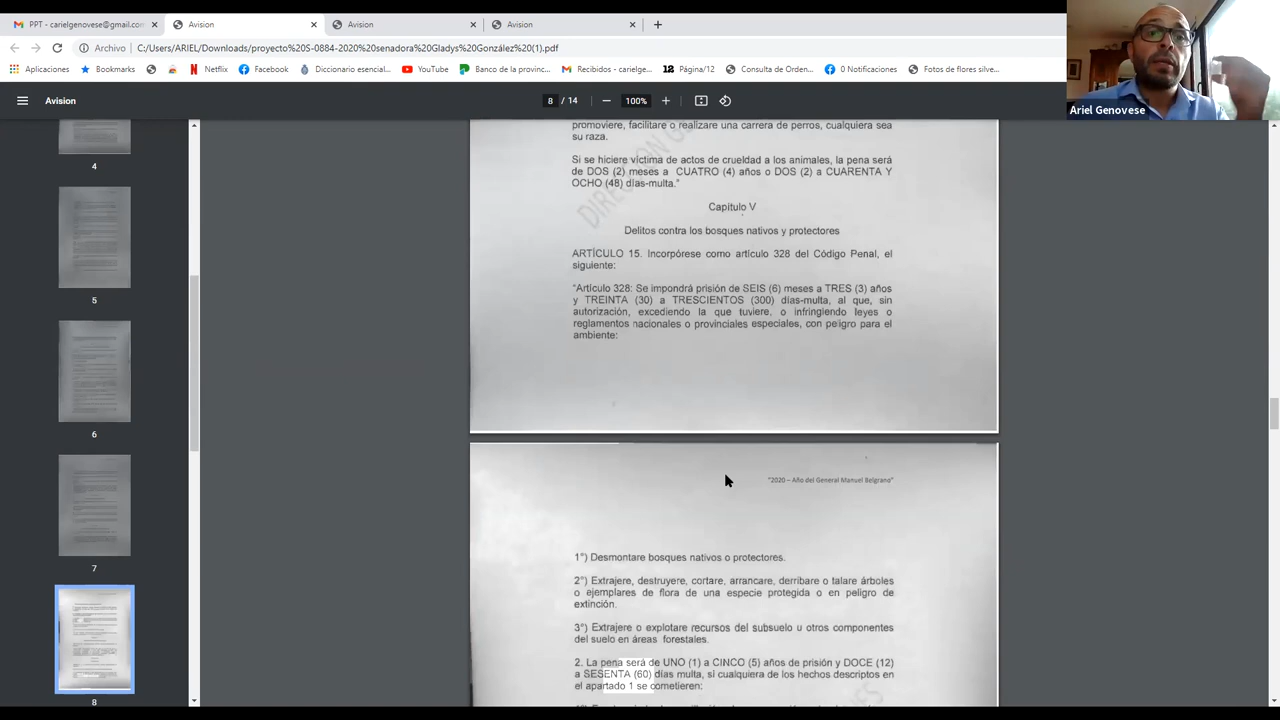 PPT - carielgenovese@gmail.com
Avision
Avision
Avision
Archivo
C:/Users/ARIEL/Downloads/proyecto%20S-0884-2020%20senadora%20Gladys%20González%20(1).pdf
Aplicaciones
Bookmarks
Netflix
Facebook
Diccionario esencial...
YouTube
Banco de la provinc...
Recibidos - carielge...
12 Página/12
Consulta de Orden...
0 Notificaciones
Fotos de flores silve...
Ariel Genovese
Avision
8 / 14
100%
4
5
6
7
8
promoviere, facilitare o realizare una carrera de perros, cualquiera sea
su raza.
Si se hiciere víctima de actos de crueldad a los animales, la pena será
de DOS (2) meses a CUATRO (4) años o DOS (2) a CUARENTA Y
OCHO (48) días-multa."
Capítulo V
Delitos contra los bosques nativos y protectores
ARTÍCULO 15. Incorpórese como artículo 328 del Código Penal, el
siguiente:
"Artículo 328: Se impondrá prisión de SEIS (6) meses a TRES (3) años
y TREINTA (30) a TRESCIENTOS (300) días-multa, al que, sin
autorización, excediendo la que tuviere, o infringiendo leyes o
reglamentos nacionales o provinciales especiales, con peligro para el
ambiente:
"2020 – Año del General Manuel Belgrano"
1°) Desmontare bosques nativos o protectores.
2°) Extrajere, destruyere, cortare, arrancare, derribare o talare árboles
o ejemplares de flora de una especie protegida o en peligro de
extinción.
3°) Extrajere o explotare recursos del subsuelo u otros componentes
del suelo en áreas forestales.
2. La pena será de UNO (1) a CINCO (5) años de prisión y DOCE (12)
a SESENTA (60) días multa, si cualquiera de los hechos descriptos en
el apartado 1 se cometieren: